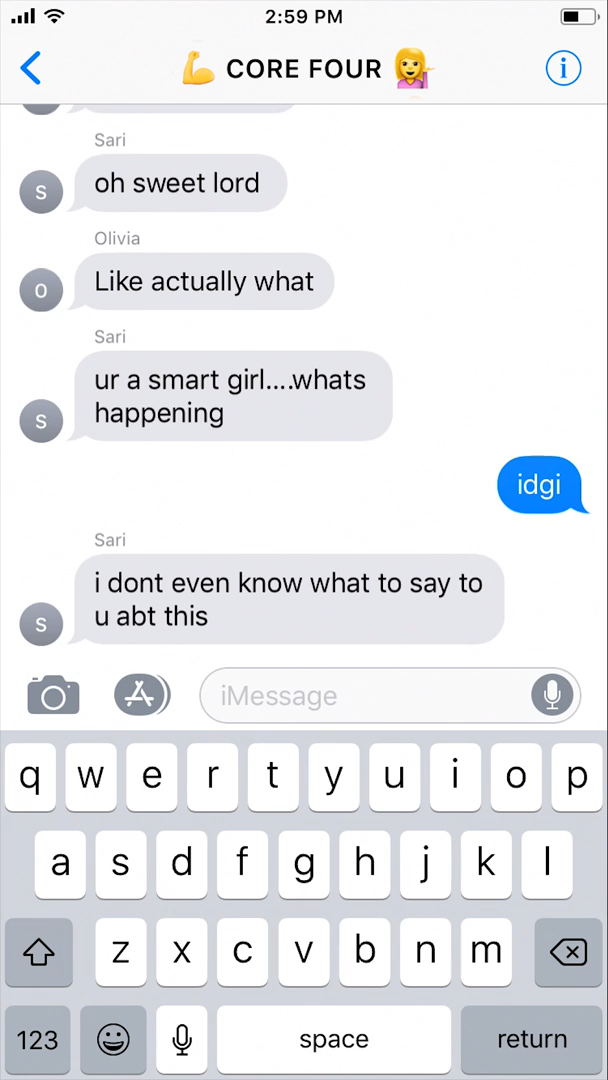 2:59 PM
💪 CORE FOUR 💁
Sari
S
oh sweet lord
Olivia
O
Like actually what
Sari
ur a smart girl....whats
happening
S
idgi
Sari
i dont even know what to say to
u abt this
S
iMessage
q w e r t y u i o p
a s d f g h j k l
z x c v b n m
123 space return